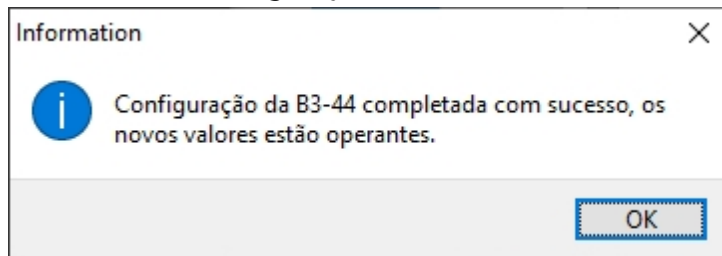 Information
Configuração da B3-44 completada com sucesso, os
novos valores estão operantes.
OK